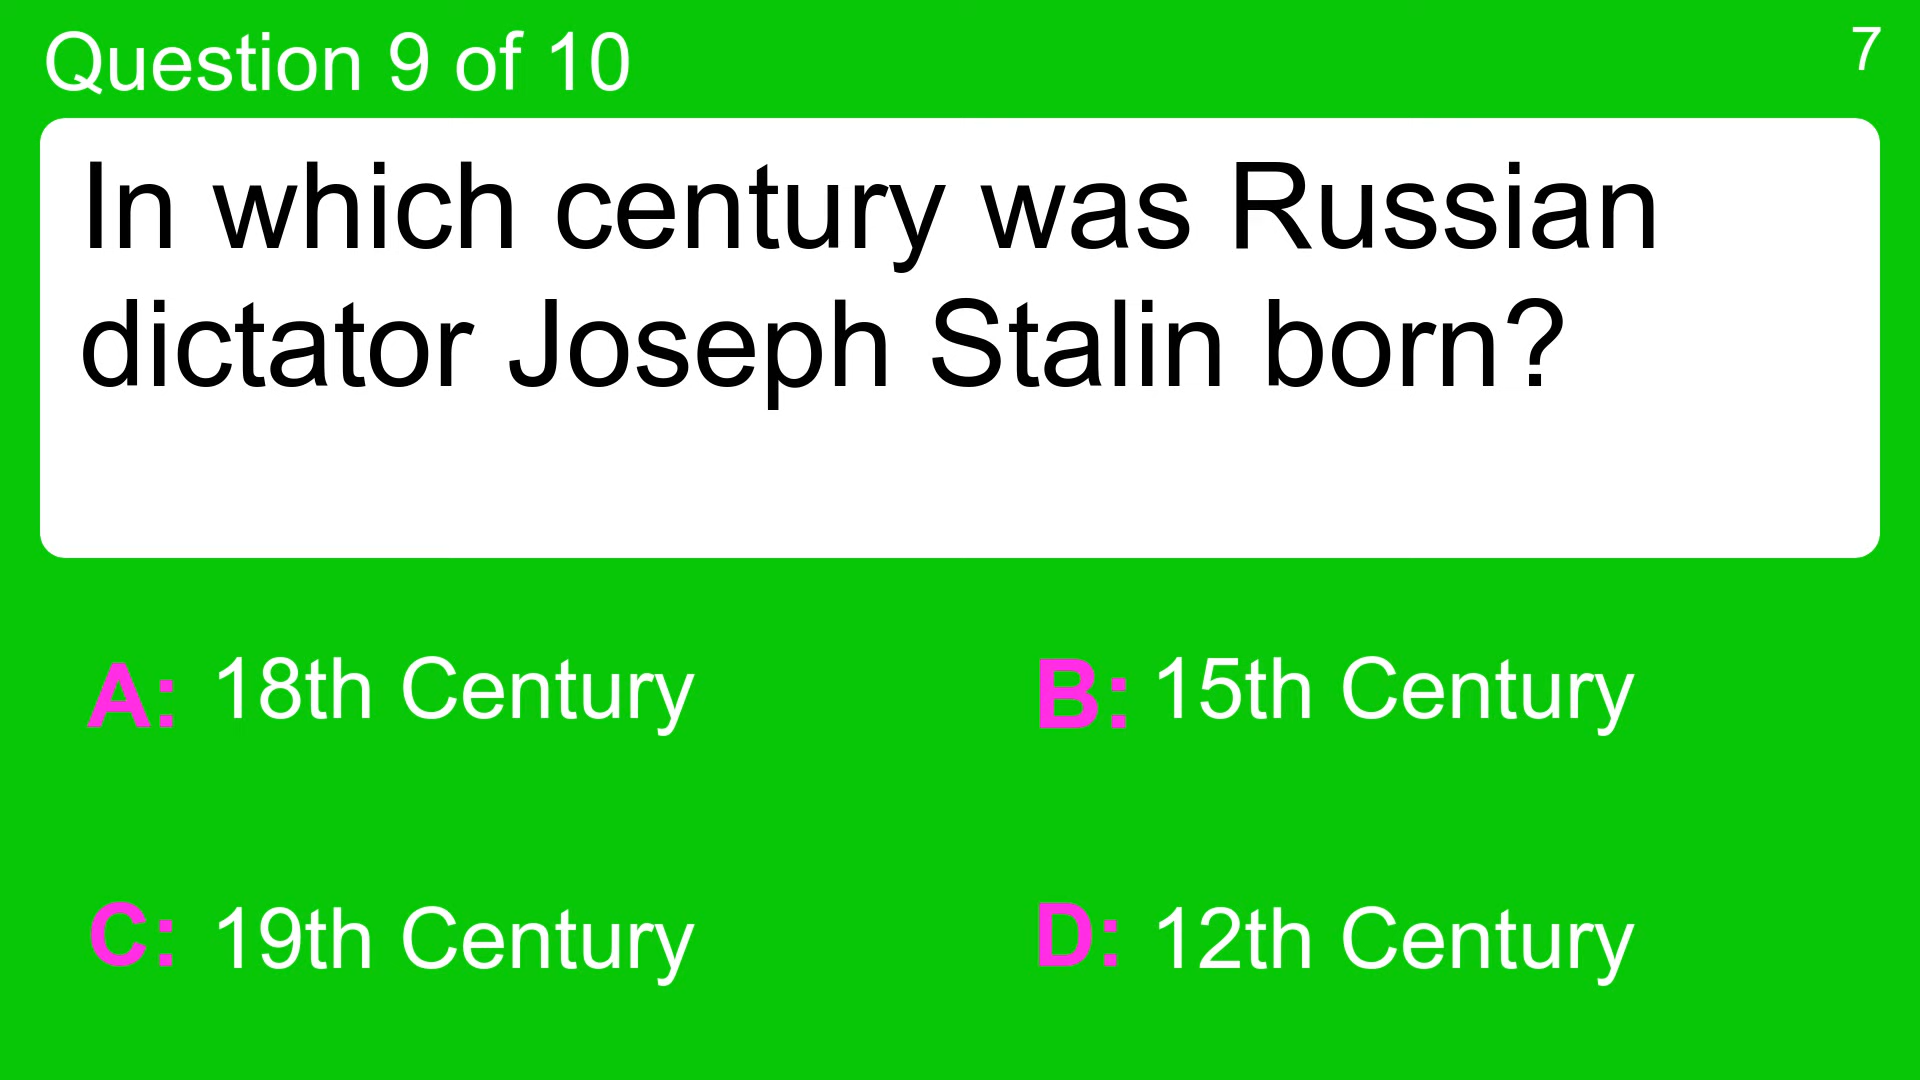 Question 9 of 10
7
In which century was Russian
dictator Joseph Stalin born?
A: 18th Century
B: 15th Century
C: 19th Century
D: 12th Century